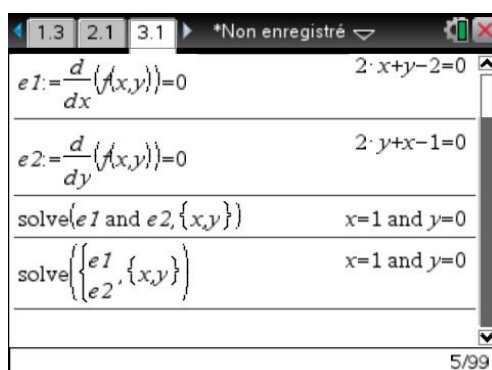 1.3 2.1 3.1 *Non enregistré
e1:=d/dx(f(x,y))=0 2·x+y−2=0
e2:=d/dy(f(x,y))=0 2·y+x−1=0
solve(e1 and e2,{x,y}) x=1 and y=0
solve({e1
e2,{x,y}) x=1 and y=0
5/99